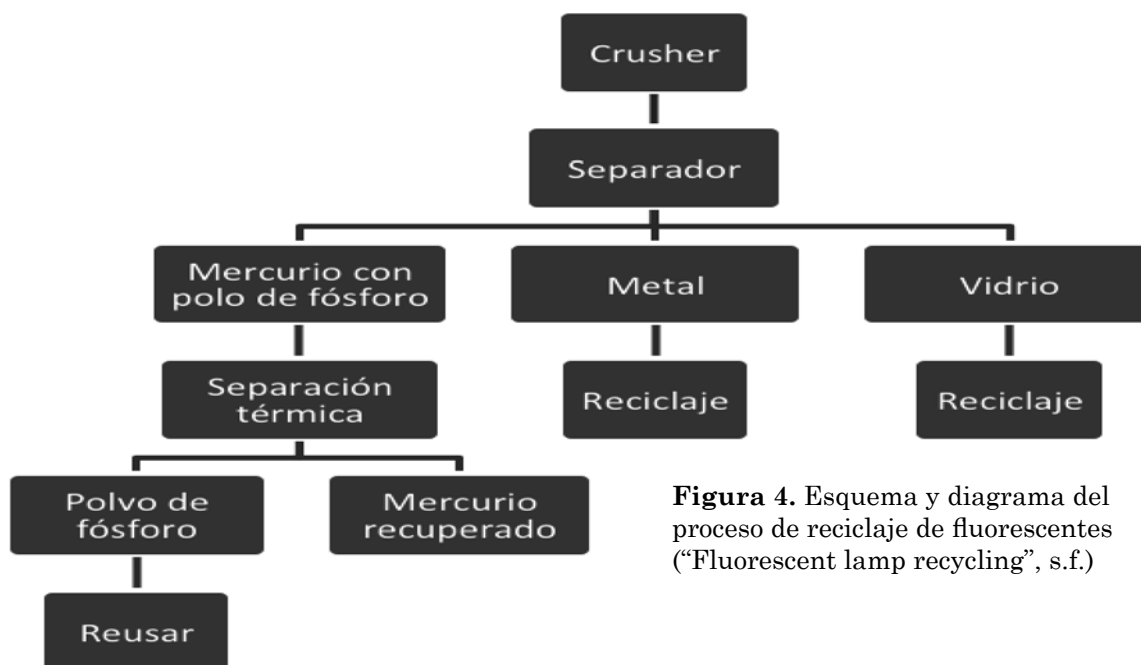 Crusher
Separador
Mercurio con
polo de fósforo
Metal
Vidrio
Separación
térmica
Reciclaje
Reciclaje
Polvo de
fósforo
Mercurio
recuperado
Reusar
Figura 4. Esquema y diagrama del
proceso de reciclaje de fluorescentes
(“Fluorescent lamp recycling”, s.f.)